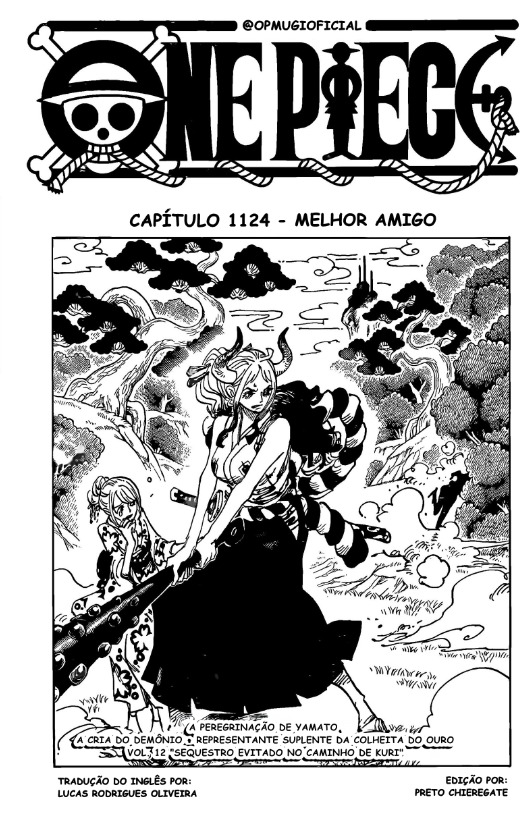 @OPMUGIOFICIAL
ONE PIECE
CAPÍTULO 1124 - MELHOR AMIGO
A PEREGRINAÇÃO DE YAMATO,
A CRIA DO DEMÔNIO - REPRESENTANTE SUPLENTE DA COLHEITA DO OURO
VOL. 12 "SEQUESTRO EVITADO NO CAMINHO DE KURI"
TRADUÇÃO DO INGLÊS POR:
LUCAS RODRIGUES OLIVEIRA
EDIÇÃO POR:
PRETO CHIEREGATE